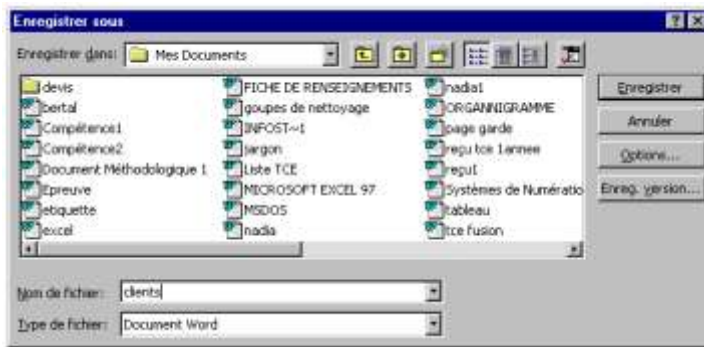 Enregistrer sous
Enregistrer dans: Mes Documents
devis
bertal
Compétence1
Compétence2
Document Méthodologique 1
Epreuve
etiquette
excel
FICHE DE RENSEIGNEMENTS
goupes de nettoyage
INFOST~1
jargon
Liste TCE
MICROSOFT EXCEL 97
MSDOS
nadia
nadia1
ORGANNIGRAMME
page garde
reçu tce 1annee
reçu1
Systèmes de Numératio
tableau
tce fusion
Enregistrer
Annuler
Options...
Enreg. version...
Nom de fichier: clients
Type de fichier: Document Word